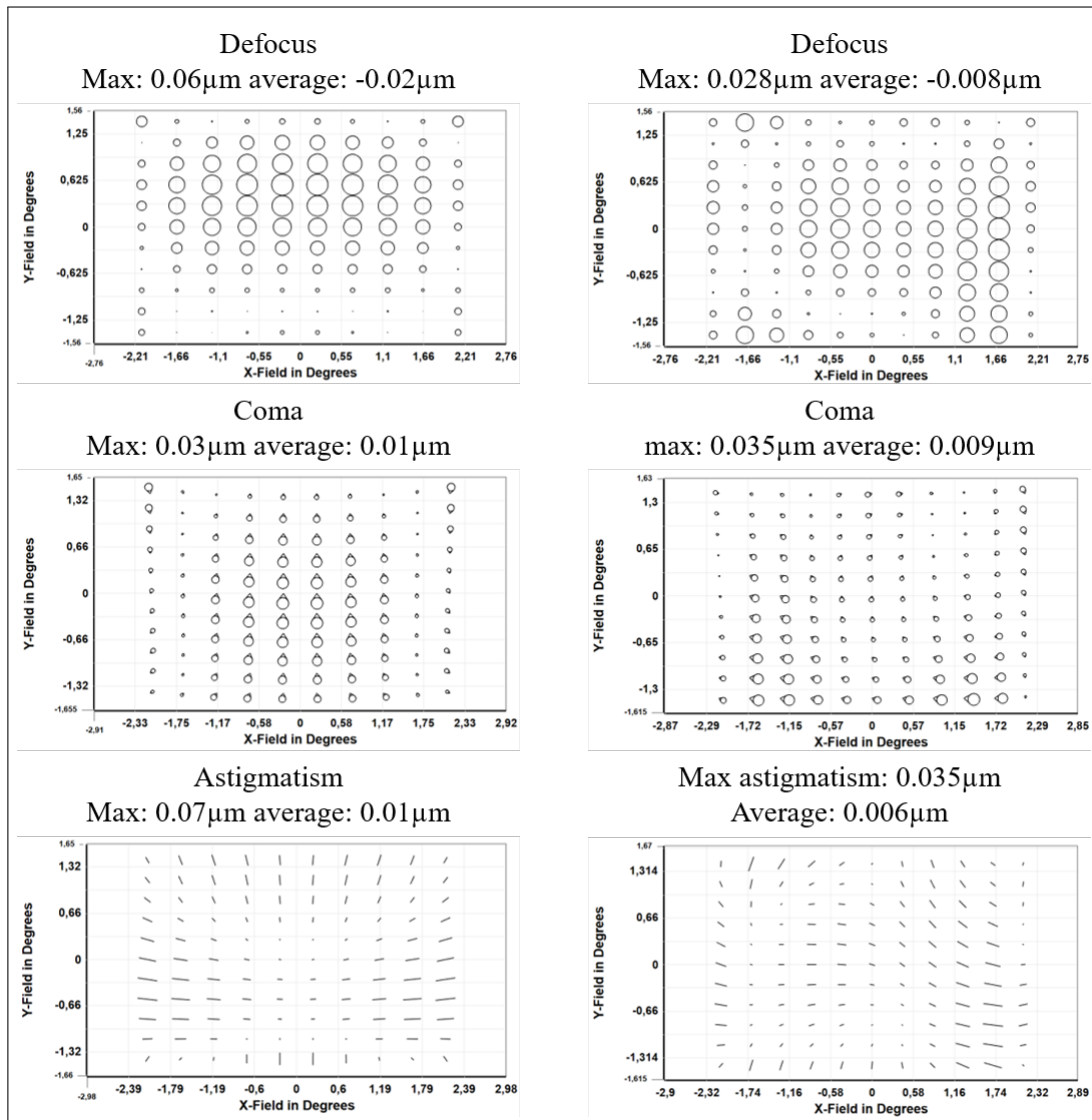 Defocus
Max: 0.06µm average: -0.02µm
1,56
1,25
0,625
0
-0,625
-1,25
-1,56
Y-Field in Degrees
-2,76
-2,21 -1,66 -1,1 -0,55 0 0,55 1,1 1,66 2,21 2,76
X-Field in Degrees
Defocus
Max: 0.028µm average: -0.008µm
1,56
1,25
0,625
0
-0,625
-1,25
-1,56
Y-Field in Degrees
-2,76 -2,21 -1,66 -1,1 -0,55 0 0,55 1,1 1,66 2,21 2,75
X-Field in Degrees
Coma
Max: 0.03µm average: 0.01µm
1,65
1,32
0,66
0
-0,66
-1,32
-1,655
Y-Field in Degrees
-2,91
-2,33 -1,75 -1,17 -0,58 0 0,58 1,17 1,75 2,33 2,92
X-Field in Degrees
Coma
max: 0.035µm average: 0.009µm
1,63
1,3
0,65
0
-0,65
-1,3
-1,615
Y-Field in Degrees
-2,87 -2,29 -1,72 -1,15 -0,57 0 0,57 1,16 1,72 2,29 2,85
X-Field in Degrees
Astigmatism
Max: 0.07µm average: 0.01µm
1,65
1,32
0,66
0
-0,66
-1,32
-1,66
Y-Field in Degrees
-2,98
-2,39 -1,79 -1,19 -0,6 0 0,6 1,19 1,79 2,39 2,98
X-Field in Degrees
Max astigmatism: 0.035µm
Average: 0.006µm
1,67
1,314
0,66
0
-0,66
-1,314
-1,615
Y-Field in Degrees
-2,9 -2,32 -1,74 -1,16 -0,58 0 0,58 1,16 1,74 2,32 2,89
X-Field in Degrees